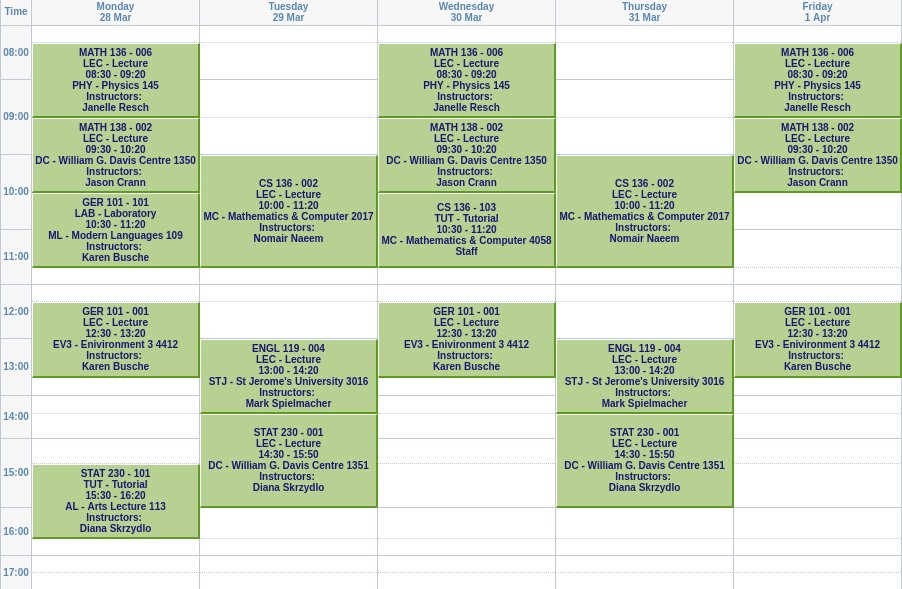 Time
Monday
28 Mar
Tuesday
29 Mar
Wednesday
30 Mar
Thursday
31 Mar
Friday
1 Apr
08:00
09:00
10:00
11:00
12:00
13:00
14:00
15:00
16:00
17:00
MATH 136 - 006
LEC - Lecture
08:30 - 09:20
PHY - Physics 145
Instructors:
Janelle Resch
MATH 138 - 002
LEC - Lecture
09:30 - 10:20
DC - William G. Davis Centre 1350
Instructors:
Jason Crann
GER 101 - 101
LAB - Laboratory
10:30 - 11:20
ML - Modern Languages 109
Instructors:
Karen Busche
GER 101 - 001
LEC - Lecture
12:30 - 13:20
EV3 - Enivironment 3 4412
Instructors:
Karen Busche
STAT 230 - 101
TUT - Tutorial
15:30 - 16:20
AL - Arts Lecture 113
Instructors:
Diana Skrzydlo
CS 136 - 002
LEC - Lecture
10:00 - 11:20
MC - Mathematics & Computer 2017
Instructors:
Nomair Naeem
ENGL 119 - 004
LEC - Lecture
13:00 - 14:20
STJ - St Jerome's University 3016
Instructors:
Mark Spielmacher
STAT 230 - 001
LEC - Lecture
14:30 - 15:50
DC - William G. Davis Centre 1351
Instructors:
Diana Skrzydlo
MATH 136 - 006
LEC - Lecture
08:30 - 09:20
PHY - Physics 145
Instructors:
Janelle Resch
MATH 138 - 002
LEC - Lecture
09:30 - 10:20
DC - William G. Davis Centre 1350
Instructors:
Jason Crann
CS 136 - 103
TUT - Tutorial
10:30 - 11:20
MC - Mathematics & Computer 4058
Staff
GER 101 - 001
LEC - Lecture
12:30 - 13:20
EV3 - Enivironment 3 4412
Instructors:
Karen Busche
CS 136 - 002
LEC - Lecture
10:00 - 11:20
MC - Mathematics & Computer 2017
Instructors:
Nomair Naeem
ENGL 119 - 004
LEC - Lecture
13:00 - 14:20
STJ - St Jerome's University 3016
Instructors:
Mark Spielmacher
STAT 230 - 001
LEC - Lecture
14:30 - 15:50
DC - William G. Davis Centre 1351
Instructors:
Diana Skrzydlo
MATH 136 - 006
LEC - Lecture
08:30 - 09:20
PHY - Physics 145
Instructors:
Janelle Resch
MATH 138 - 002
LEC - Lecture
09:30 - 10:20
DC - William G. Davis Centre 1350
Instructors:
Jason Crann
GER 101 - 001
LEC - Lecture
12:30 - 13:20
EV3 - Enivironment 3 4412
Instructors:
Karen Busche